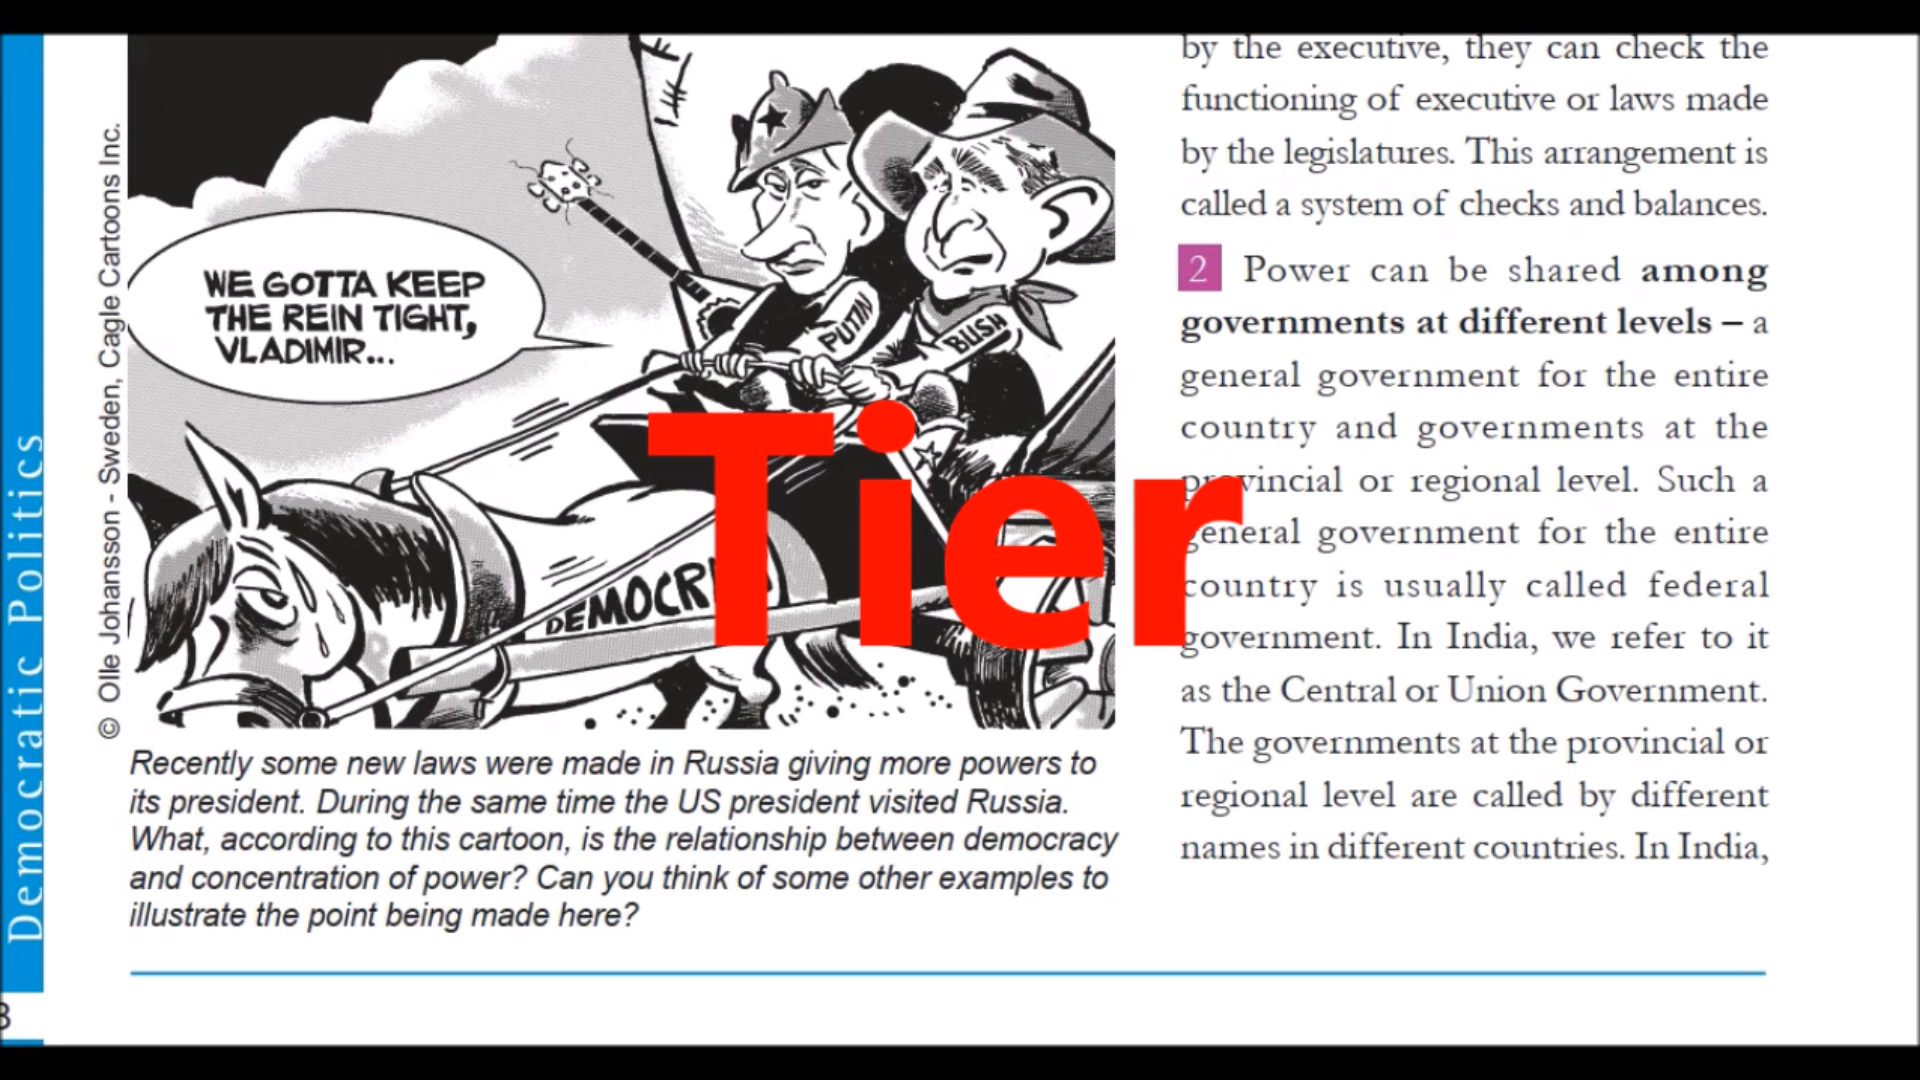 Democratic Politics
© Olle Johansson - Sweden, Cagle Cartoons Inc.
WE GOTTA KEEP
THE REIN TIGHT,
VLADIMIR...
PUTIN
BUSH
DEMOCR
Tier
Recently some new laws were made in Russia giving more powers to
its president. During the same time the US president visited Russia.
What, according to this cartoon, is the relationship between democracy
and concentration of power? Can you think of some other examples to
illustrate the point being made here?
by the executive, they can check the
functioning of executive or laws made
by the legislatures. This arrangement is
called a system of checks and balances.
2 Power can be shared among
governments at different levels – a
general government for the entire
country and governments at the
provincial or regional level. Such a
general government for the entire
country is usually called federal
government. In India, we refer to it
as the Central or Union Government.
The governments at the provincial or
regional level are called by different
names in different countries. In India,